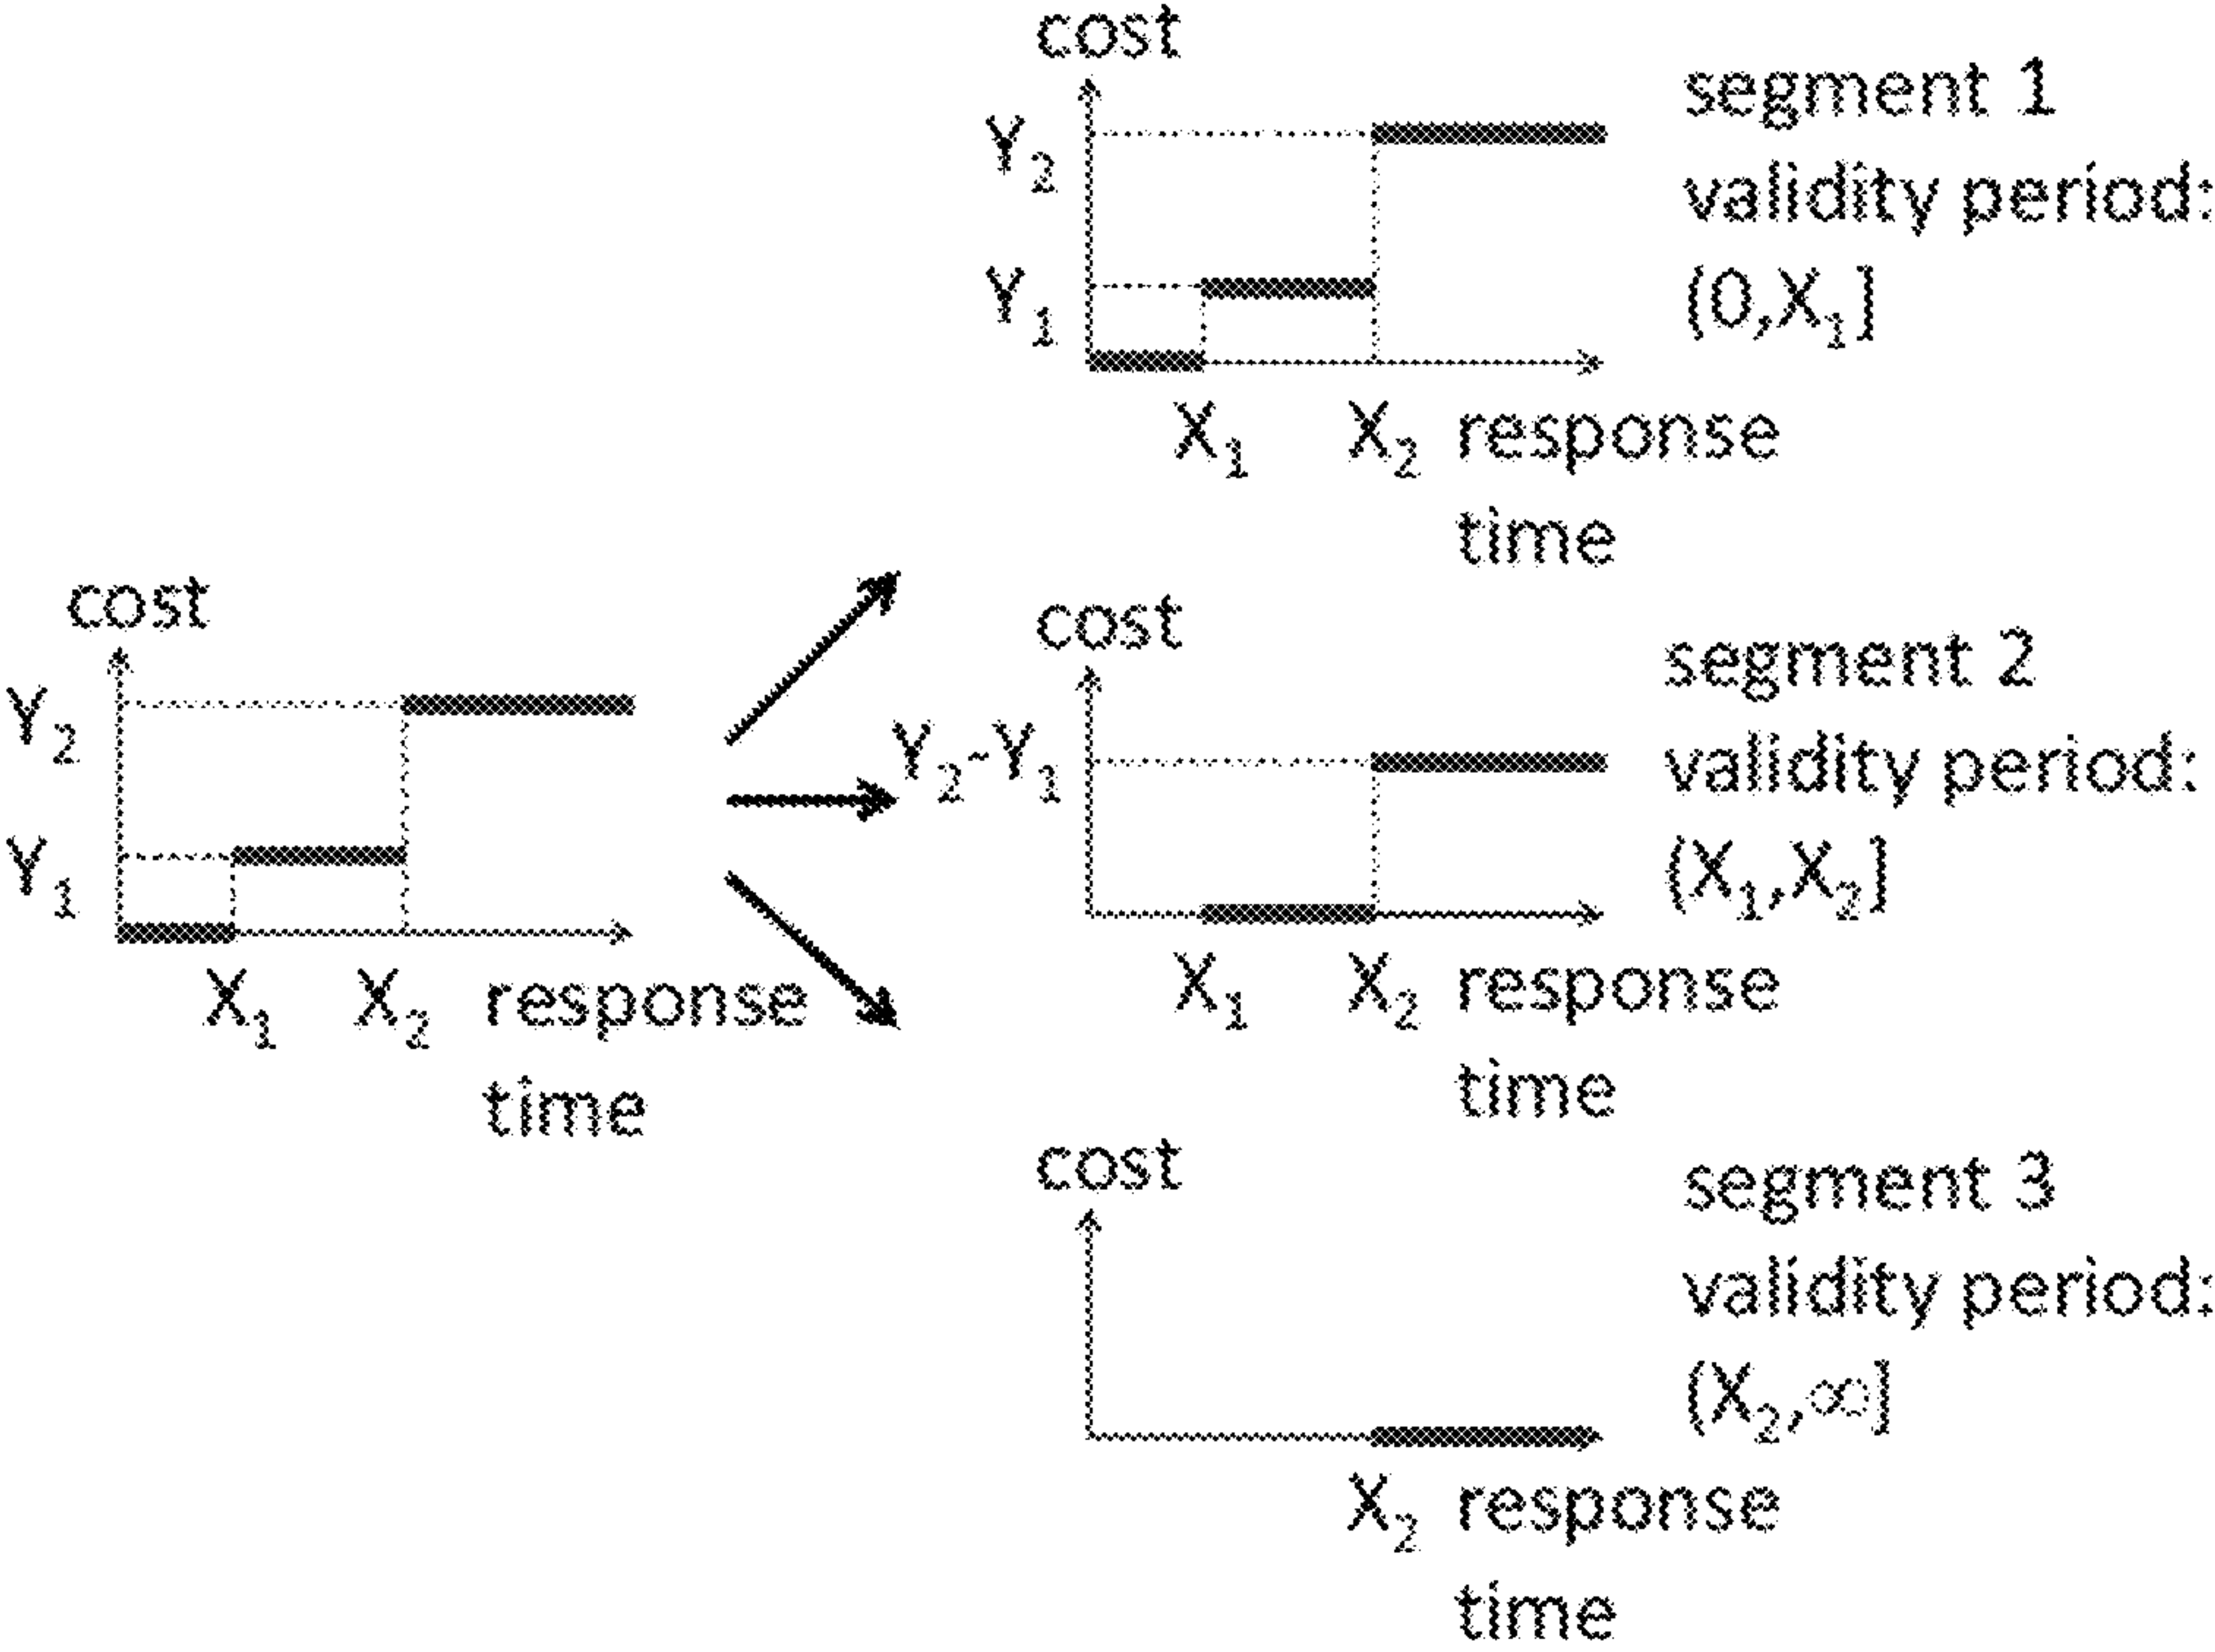 cost
Y₂
Y₁
X₁ X₂ response
time
segment 1
validity period:
(0,X₁]
cost
Y₂
Y₁
X₁ X₂ response
time
cost
Y₂-Y₁
X₁ X₂ response
time
segment 2
validity period:
(X₁,X₂]
cost
X₂ response
time
segment 3
validity period:
(X₂,∞]